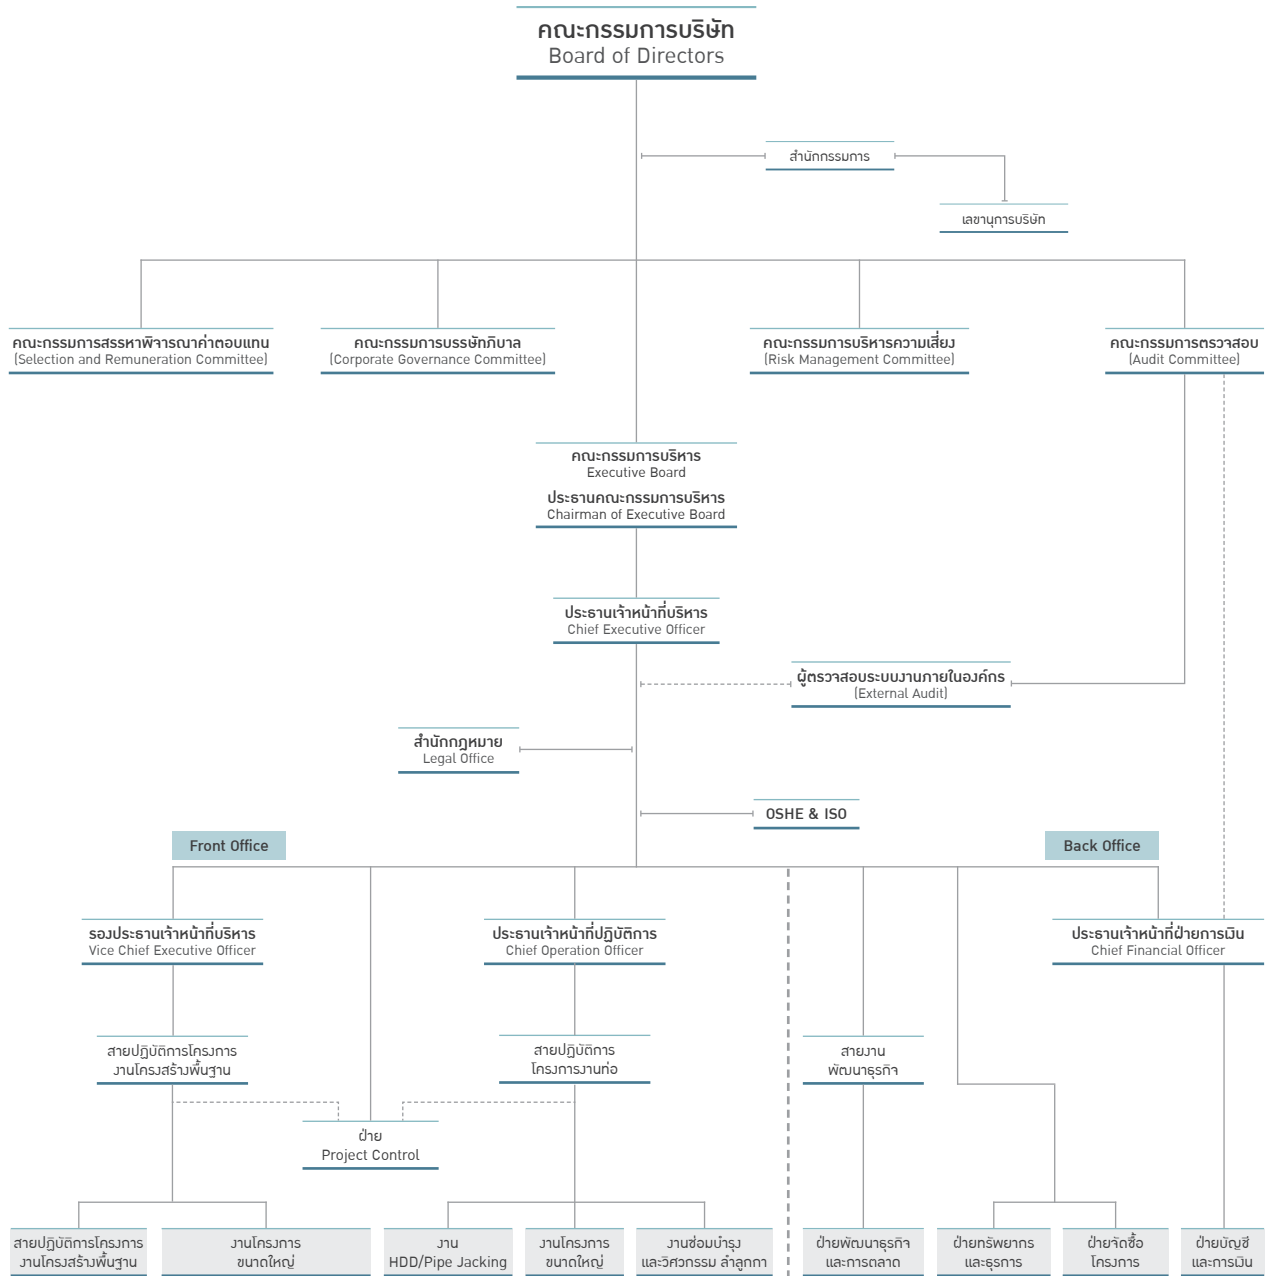 คณะกรรมการบริษัท
Board of Directors
สำนักกรรมการ
เลขานุการบริษัท
คณะกรรมการสรรหาพิจารณาค่าตอบแทน
(Selection and Remuneration Committee)
คณะกรรมการบรรษัทภิบาล
(Corporate Governance Committee)
คณะกรรมการบริหารความเสี่ยง
(Risk Management Committee)
คณะกรรมการตรวจสอบ
(Audit Committee)
คณะกรรมการบริหาร
Executive Board
ประธานคณะกรรมการบริหาร
Chairman of Executive Board
ประธานเจ้าหน้าที่บริหาร
Chief Executive Officer
ผู้ตรวจสอบระบบงานภายในองค์กร
(External Audit)
สำนักกฎหมาย
Legal Office
OSHE & ISO
Front Office
Back Office
รองประธานเจ้าหน้าที่บริหาร
Vice Chief Executive Officer
ประธานเจ้าหน้าที่ปฏิบัติการ
Chief Operation Officer
ประธานเจ้าหน้าที่ฝ่ายการเงิน
Chief Financial Officer
สายปฏิบัติการโครงการ
งานโครงสร้างพื้นฐาน
สายปฏิบัติการ
โครงการงานท่อ
สายงาน
พัฒนาธุรกิจ
ฝ่าย
Project Control
สายปฏิบัติการโครงการ
งานโครงสร้างพื้นฐาน
งานโครงการ
ขนาดใหญ่
งาน
HDD/Pipe Jacking
งานโครงการ
ขนาดใหญ่
งานซ่อมบำรุง
และวิศวกรรม ลำลูกกา
ฝ่ายพัฒนาธุรกิจ
และการตลาด
ฝ่ายทรัพยากร
และธุรการ
ฝ่ายจัดซื้อ
โครงการ
ฝ่ายบัญชี
และการเงิน